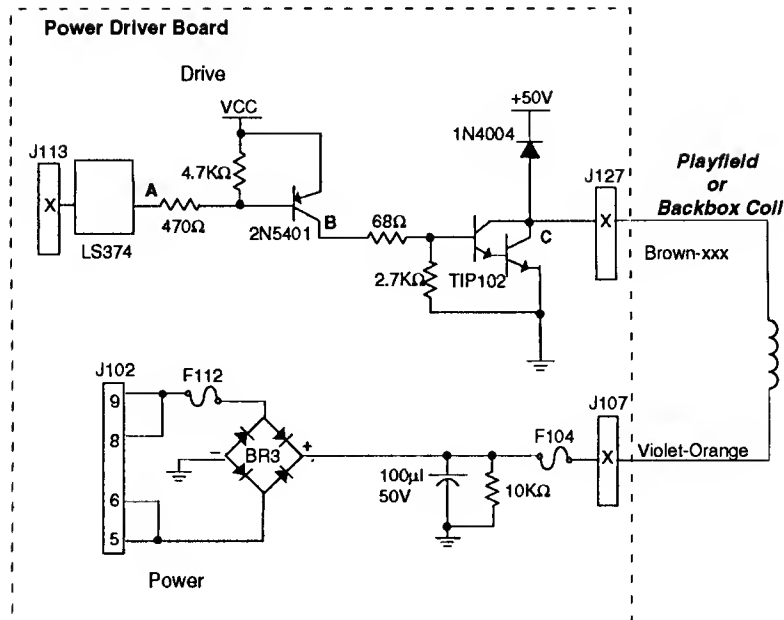 Power Driver Board
Drive
VCC
+50V
1N4004
J113
J127
Playfield
or
Backbox Coil
4.7KΩ
X
A
B
68Ω
C
X
470Ω
2N5401
Brown-xxx
LS374
2.7KΩ
TIP102
J102
F112
9
8
J107
F104
BR3
-
+
X
Violet-Orange
100µl
50V
10KΩ
6
5
Power